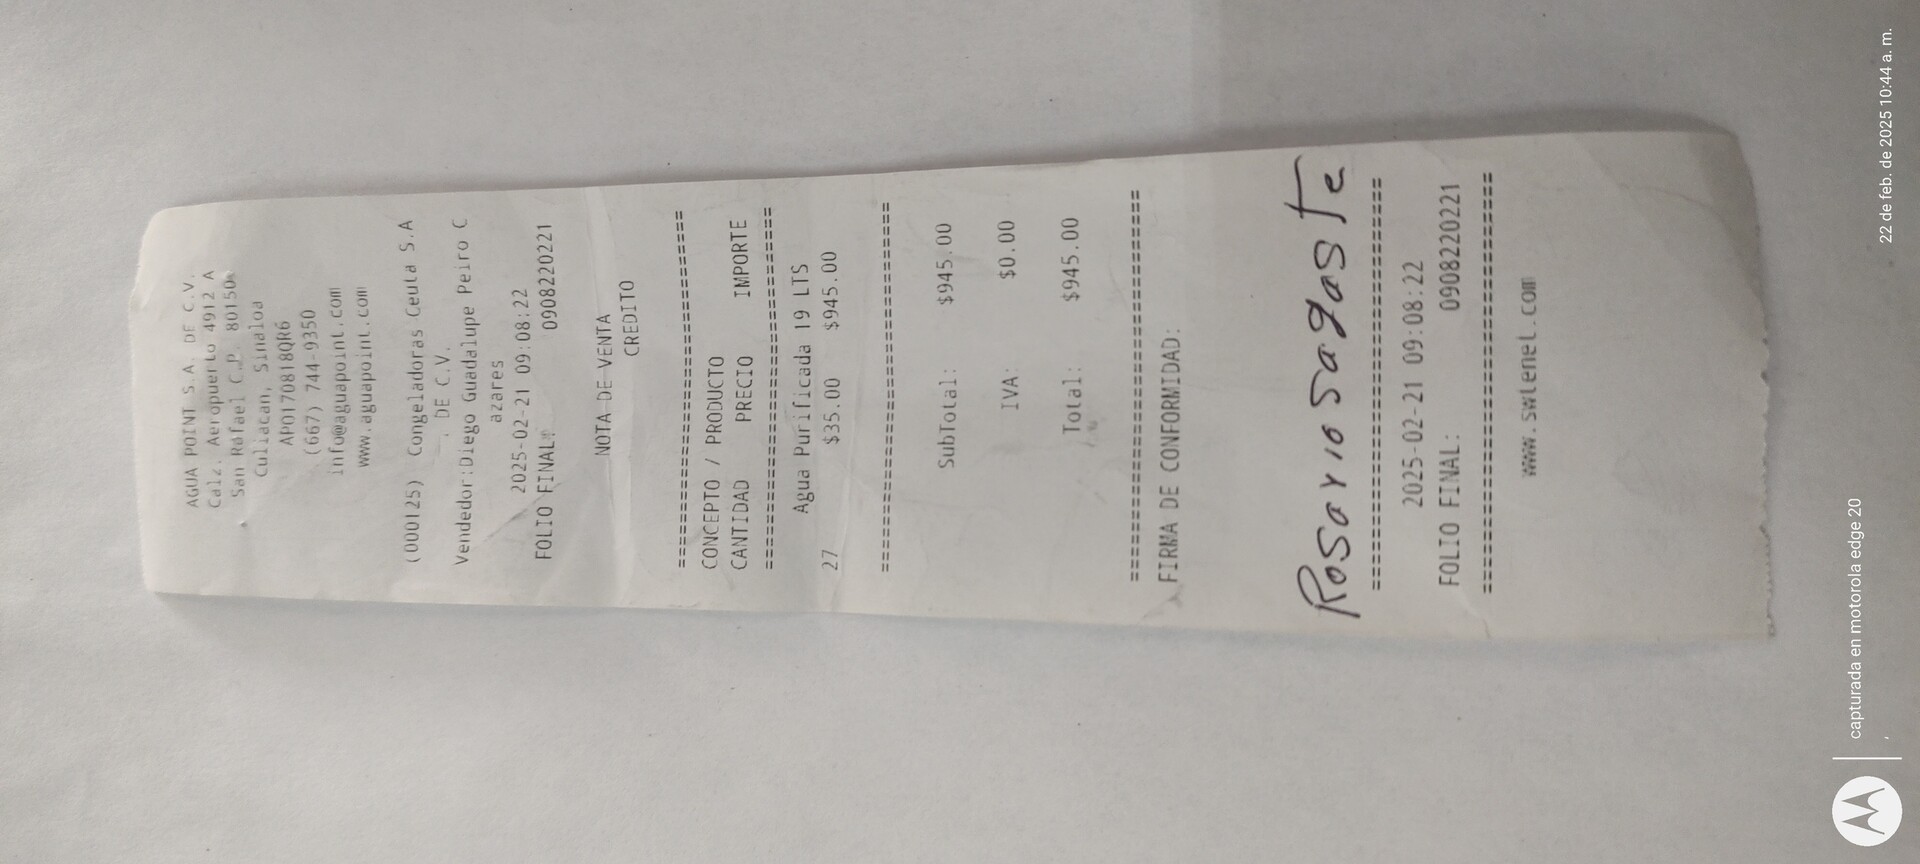 AGUA POINT S.A. DE C.V.
Calz. Aeropuerto 4912 A
San Rafael C.P. 80150
Culiacan, Sinaloa
APO170818QR6
(667) 744-9350
info@aguapoint.com
www.aguapoint.com
(000125) Congeladoras Ceuta S.A
. DE C.V.
Vendedor:Diego Guadalupe Peiro C
azares
2025-02-21 09:08:22
FOLIO FINAL: 0908220221
NOTA DE VENTA
CREDITO
================================
CONCEPTO / PRODUCTO
CANTIDAD PRECIO IMPORTE
================================
Agua Purificada 19 LTS
27 $35.00 $945.00
================================
SubTotal: $945.00
IVA: $0.00
Total: $945.00
================================
FIRMA DE CONFORMIDAD:
Rosario Sagaste
================================
2025-02-21 09:08:22
FOLIO FINAL: 0908220221
================================
www.swtenet.com
capturada en motorola edge 20
22 de feb. de 2025 10:44 a. m.